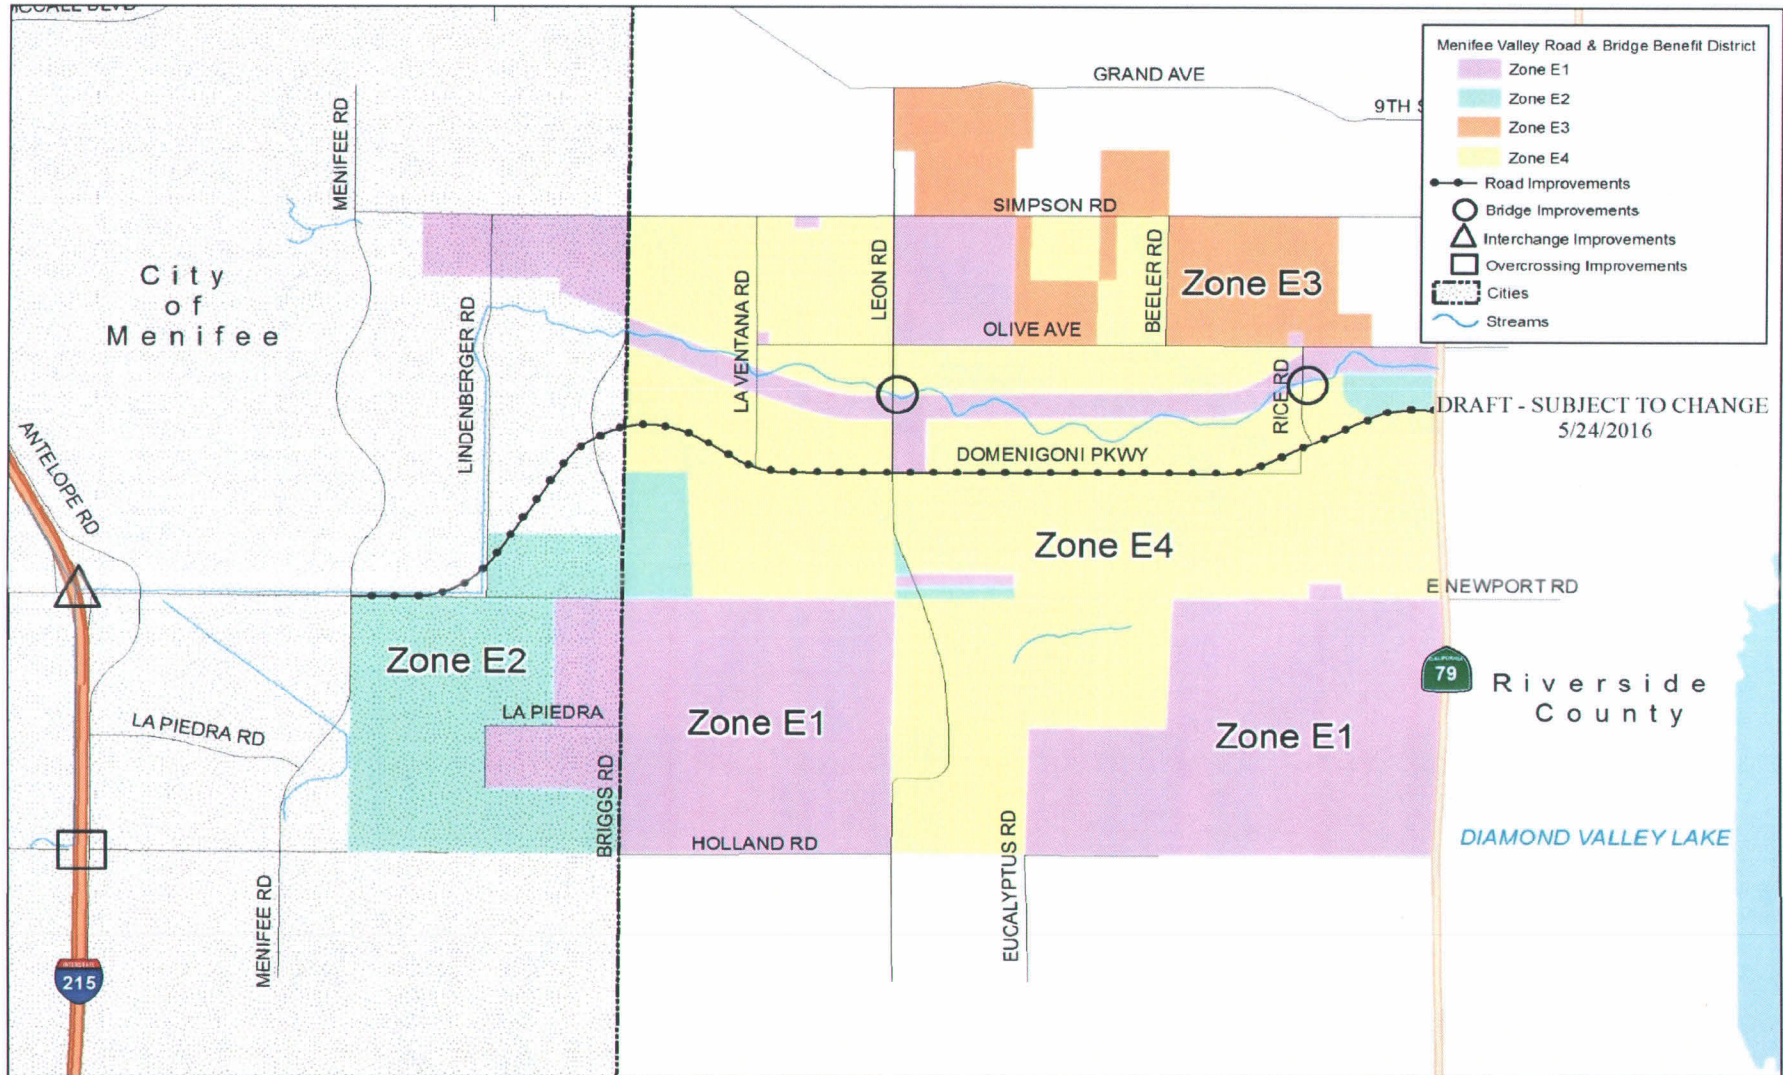 GRAND AVE
Menifee Valley Road & Bridge Benefit District
Zone E1
Zone E2
Zone E3
Zone E4
Road Improvements
Bridge Improvements
Interchange Improvements
Overcrossing Improvements
Cities
Streams
MENIFEE RD
SIMPSON RD
City
of
Menifee
LINDENBERGER RD
LA VENTANA RD
LEON RD
BEELER RD
Zone E3
OLIVE AVE
RICE RD
DRAFT - SUBJECT TO CHANGE
5/24/2016
ANTELOPE RD
DOMENIGONI PKWY
Zone E4
E NEWPORT RD
Zone E2
LA PIEDRA
LA PIEDRA RD
Zone E1
Zone E1
CALIFORNIA
79
Riverside
County
BRIGGS RD
HOLLAND RD
EUCALYPTUS RD
DIAMOND VALLEY LAKE
MENIFEE RD
INTERSTATE
215